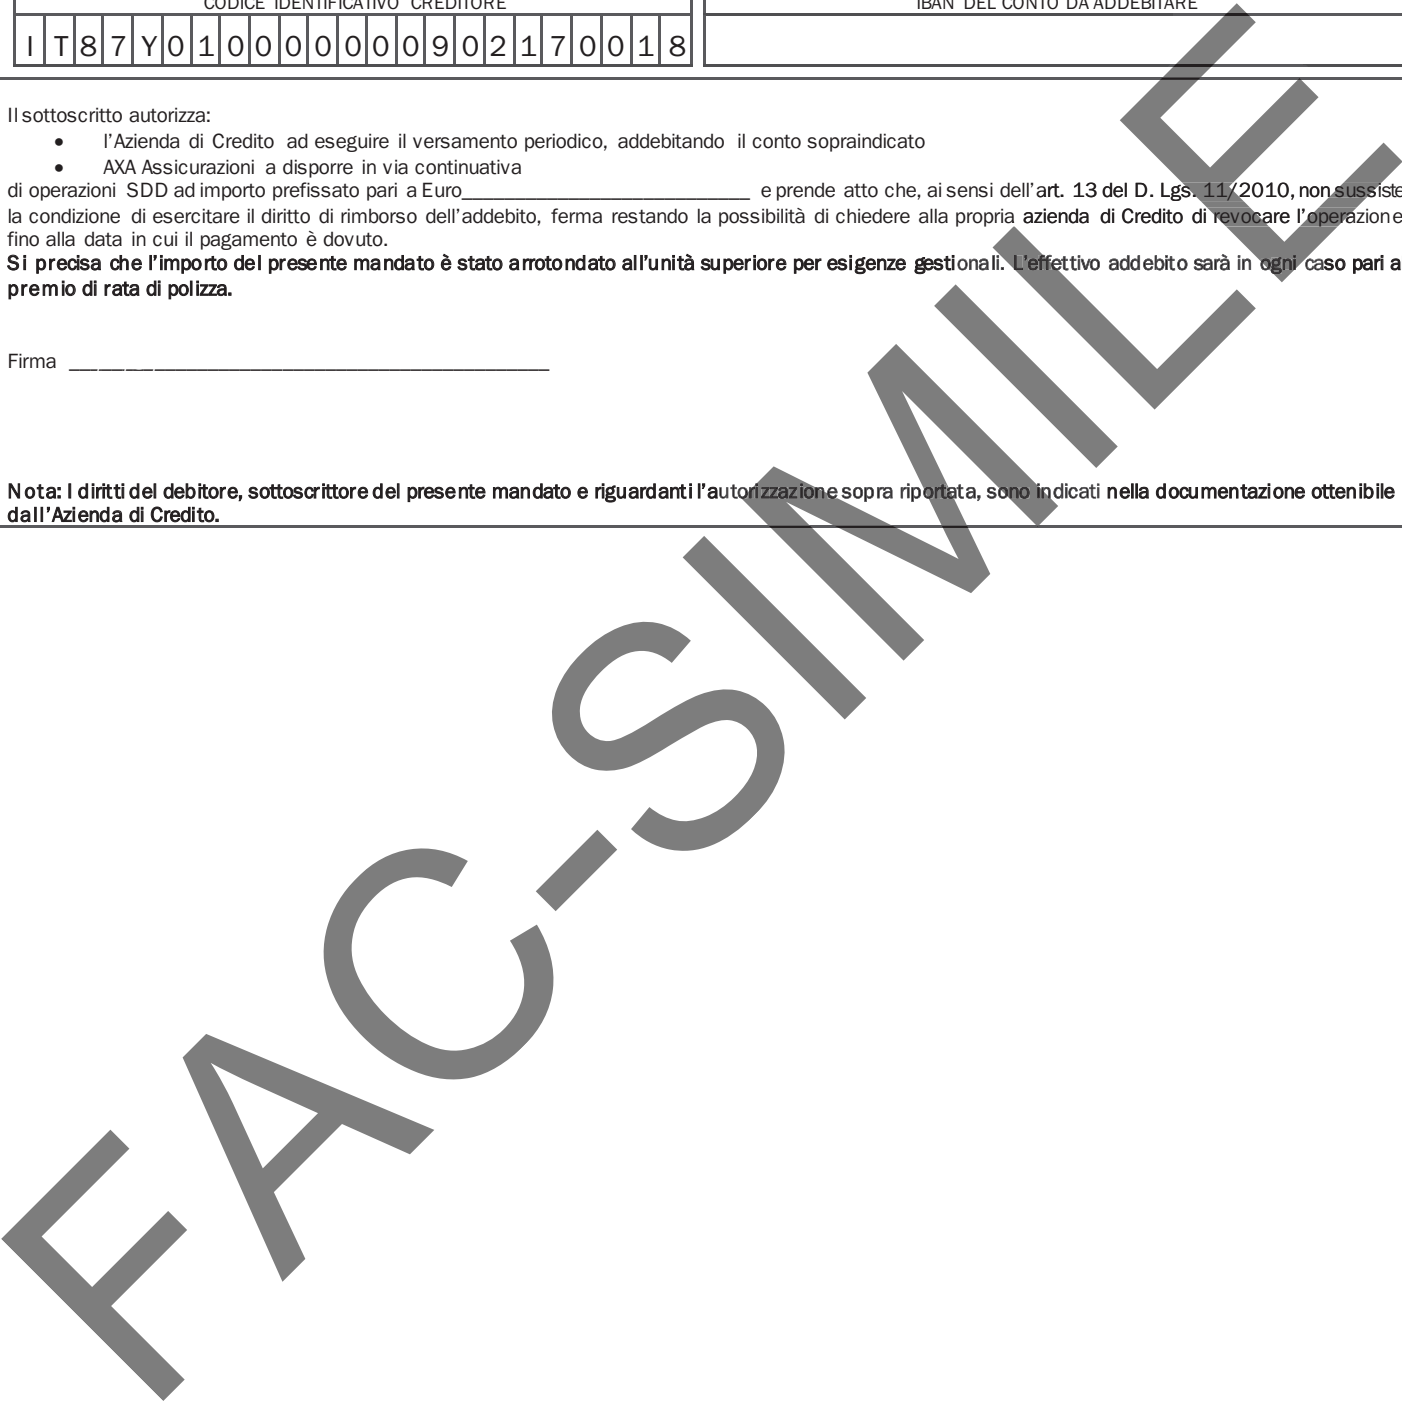 CODICE IDENTIFICATIVO CREDITORE
IBAN DEL CONTO DA ADDEBITARE
IT87Y0100000009021 70018
Il sottoscritto autorizza:
• l'Azienda di Credito ad eseguire il versamento periodico, addebitando il conto sopraindicato
• AXA Assicurazioni a disporre in via continuativa
di operazioni SDD ad importo prefissato pari a Euro____________________________ e prende atto che, ai sensi dell'art. 13 del D. Lgs. 11/2010, non sussiste
la condizione di esercitare il diritto di rimborso dell'addebito, ferma restando la possibilità di chiedere alla propria azienda di Credito di revocare l'operazione
fino alla data in cui il pagamento è dovuto.
Si precisa che l'importo del presente mandato è stato arrotondato all'unità superiore per esigenze gestionali. L'effettivo addebito sarà in ogni caso pari a
premio di rata di polizza.
Firma ______________________________________________
Nota: I diritti del debitore, sottoscrittore del presente mandato e riguardanti l'autorizzazione sopra riportata, sono indicati nella documentazione ottenibile
dall'Azienda di Credito.
FAC-SIMILE